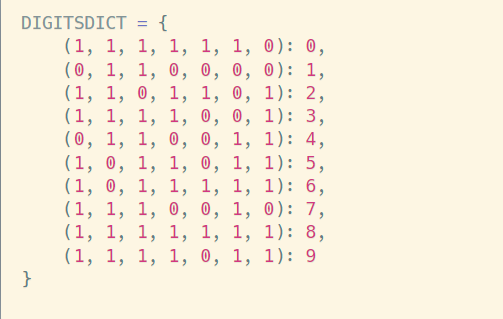 DIGITSDICT = {
    (1, 1, 1, 1, 1, 1, 0): 0,
    (0, 1, 1, 0, 0, 0, 0): 1,
    (1, 1, 0, 1, 1, 0, 1): 2,
    (1, 1, 1, 1, 0, 0, 1): 3,
    (0, 1, 1, 0, 0, 1, 1): 4,
    (1, 0, 1, 1, 0, 1, 1): 5,
    (1, 0, 1, 1, 1, 1, 1): 6,
    (1, 1, 1, 0, 0, 1, 0): 7,
    (1, 1, 1, 1, 1, 1, 1): 8,
    (1, 1, 1, 1, 0, 1, 1): 9
}